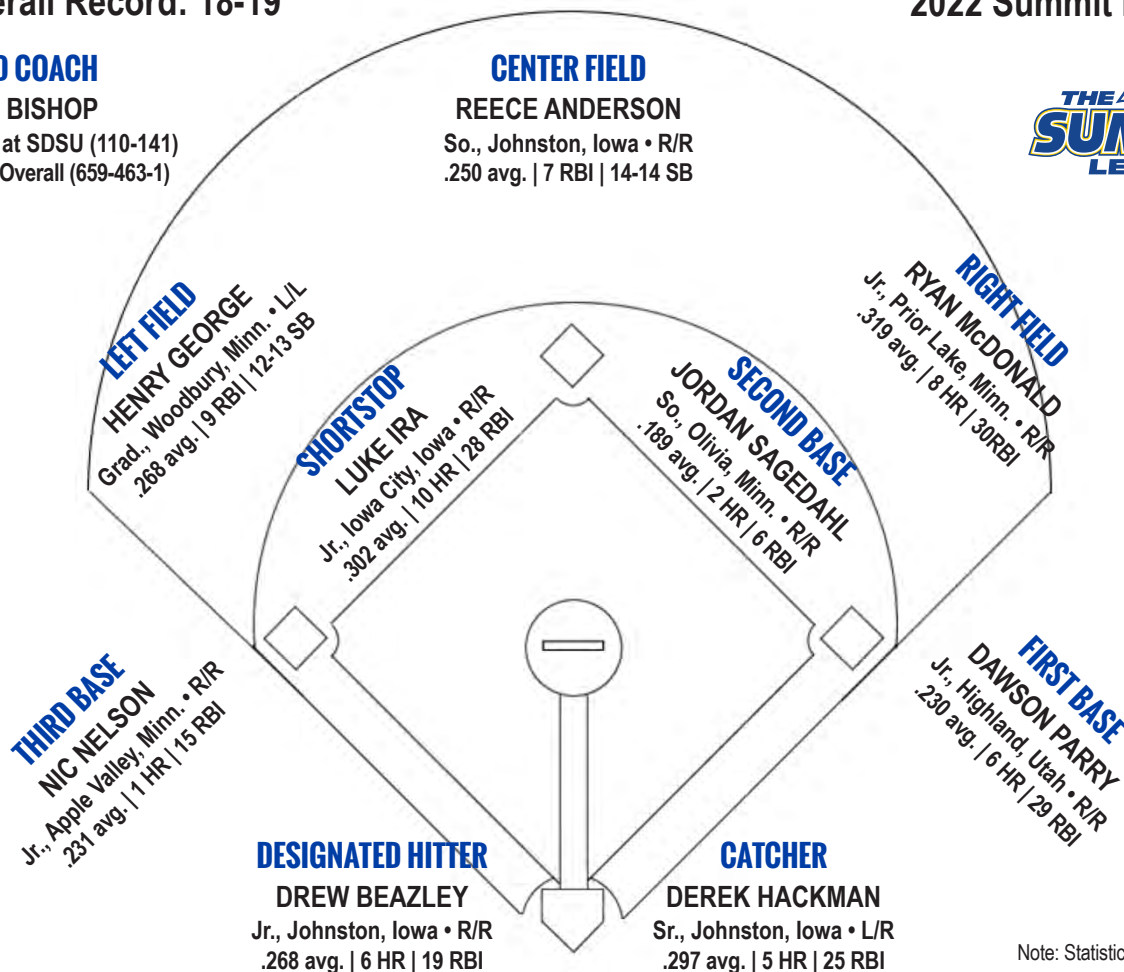 Record: 18-19
2022 Summit
COACH
BISHOP
at SDSU (110-141)
Overall (659-463-1)
CENTER FIELD
REECE ANDERSON
So., Johnston, Iowa • R/R
.250 avg. | 7 RBI | 14-14 SB
THE
LEFT FIELD
HENRY GEORGE
Grad., Woodbury, Minn. • L/L
.268 avg. | 9 RBI | 12-13 SB
SHORTSTOP
LUKE IRA
Jr., Iowa City, Iowa • R/R
.302 avg. | 10 HR | 28 RBI
SECOND BASE
JORDAN SAGEDAHL
So., Olivia, Minn. • R/R
.189 avg. | 2 HR | 6 RBI
RIGHT FIELD
RYAN McDONALD
Jr., Prior Lake, Minn. • R/R
.319 avg. | 8 HR | 30RBI
THIRD BASE
NIC NELSON
Jr., Apple Valley, Minn. • R/R
.231 avg. | 1 HR | 15 RBI
FIRST BASE
DAWSON PARRY
Jr., Highland, Utah • R/R
.230 avg. | 6 HR | 29 RBI
DESIGNATED HITTER
DREW BEAZLEY
Jr., Johnston, Iowa • R/R
.268 avg. | 6 HR | 19 RBI
CATCHER
DEREK HACKMAN
Sr., Johnston, Iowa • L/R
.297 avg. | 5 HR | 25 RBI
Note: